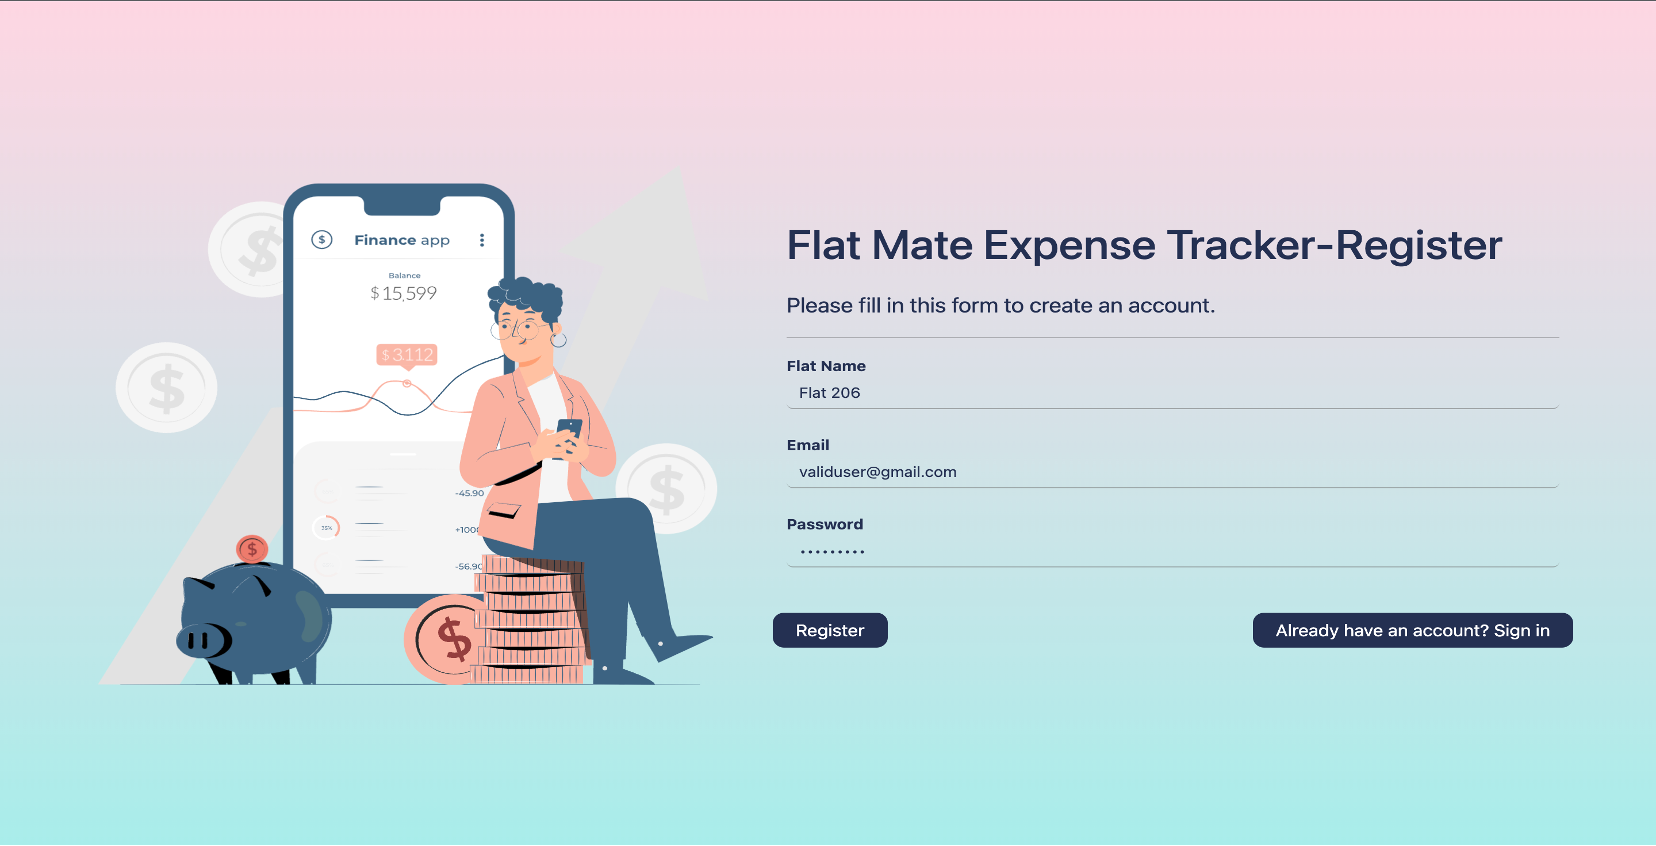 $ Finance app
Balance
$ 15,599
$ 3.112
-45.90
35%
-56.90
$
$
$
$
$
Flat Mate Expense Tracker-Register
Please fill in this form to create an account.
Flat Name
Flat 206
Email
validuser@gmail.com
Password
•••••••••
Register
Already have an account? Sign in